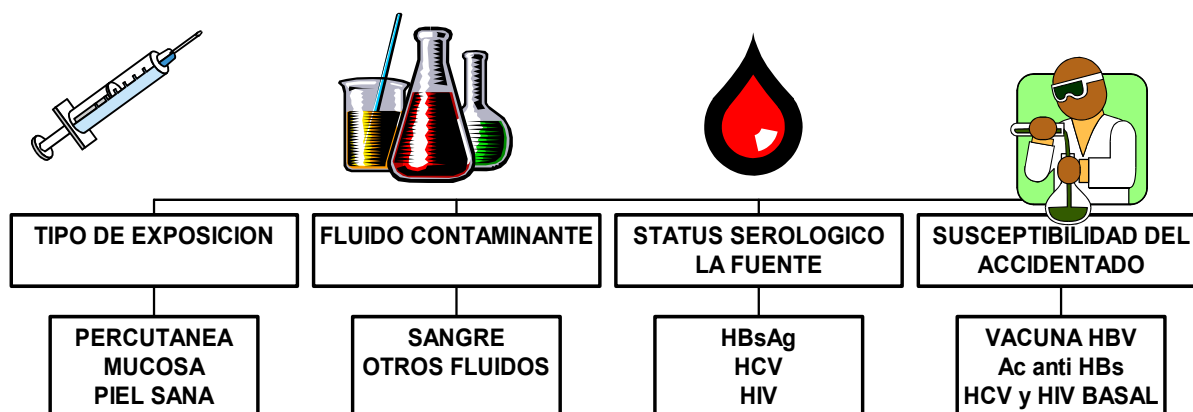 TIPO DE EXPOSICION
FLUIDO CONTAMINANTE
STATUS SEROLOGICO
LA FUENTE
SUSCEPTIBILIDAD DEL
ACCIDENTADO
PERCUTANEA
MUCOSA
PIEL SANA
SANGRE
OTROS FLUIDOS
HBsAg
HCV
HIV
VACUNA HBV
Ac anti HBs
HCV y HIV BASAL